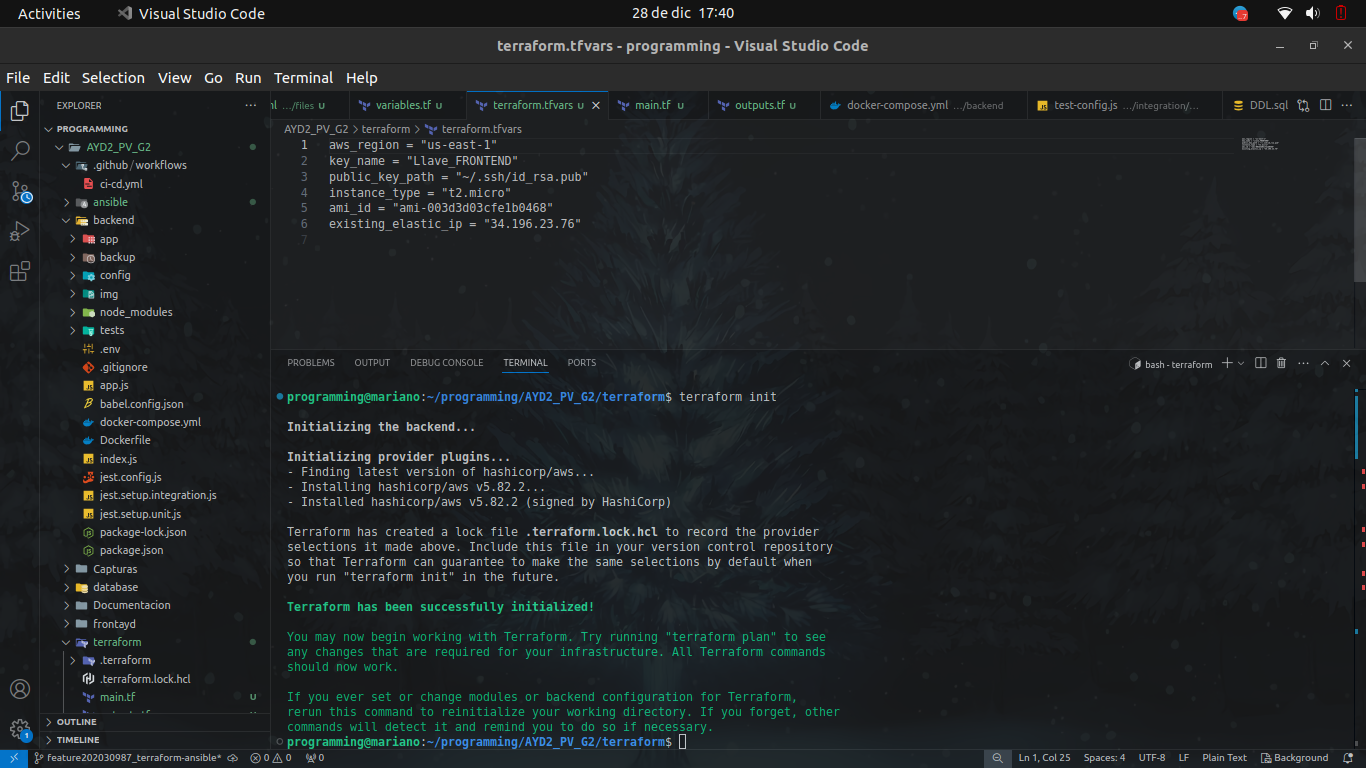 Activities
Visual Studio Code
28 de dic 17:40
7
terraform.tfvars - programming - Visual Studio Code
File Edit Selection View Go Run Terminal Help
EXPLORER
PROGRAMMING
AYD2_PV_G2
.github / workflows
ci-cd.yml
ansible
backend
app
backup
config
img
node_modules
tests
.env
.gitignore
app.js
babel.config.json
docker-compose.yml
Dockerfile
index.js
jest.config.js
jest.setup.integration.js
jest.setup.unit.js
package-lock.json
package.json
Capturas
database
Documentacion
frontayd
terraform
.terraform
.terraform.lock.hcl
main.tf U
OUTLINE
TIMELINE
1
ml .../files U
variables.tf U
terraform.tfvars U
main.tf U
outputs.tf U
docker-compose.yml .../backend
test-config.js .../integration/...
DDL.sql
AYD2_PV_G2 > terraform > terraform.tfvars
1 aws_region = "us-east-1"
2 key_name = "Llave_FRONTEND"
3 public_key_path = "~/.ssh/id_rsa.pub"
4 instance_type = "t2.micro"
5 ami_id = "ami-003d3d03cfe1b0468"
6 existing_elastic_ip = "34.196.23.76"
7
PROBLEMS OUTPUT DEBUG CONSOLE TERMINAL PORTS
bash - terraform
programming@mariano:~/programming/AYD2_PV_G2/terraform$ terraform init
Initializing the backend...
Initializing provider plugins...
- Finding latest version of hashicorp/aws...
- Installing hashicorp/aws v5.82.2...
- Installed hashicorp/aws v5.82.2 (signed by HashiCorp)
Terraform has created a lock file .terraform.lock.hcl to record the provider
selections it made above. Include this file in your version control repository
so that Terraform can guarantee to make the same selections by default when
you run "terraform init" in the future.
Terraform has been successfully initialized!
You may now begin working with Terraform. Try running "terraform plan" to see
any changes that are required for your infrastructure. All Terraform commands
should now work.
If you ever set or change modules or backend configuration for Terraform,
rerun this command to reinitialize your working directory. If you forget, other
commands will detect it and remind you to do so if necessary.
programming@mariano:~/programming/AYD2_PV_G2/terraform$
feature202030987_terraform-ansible* 0 0 0
Ln 1, Col 25 Spaces: 4 UTF-8 LF Plain Text Background